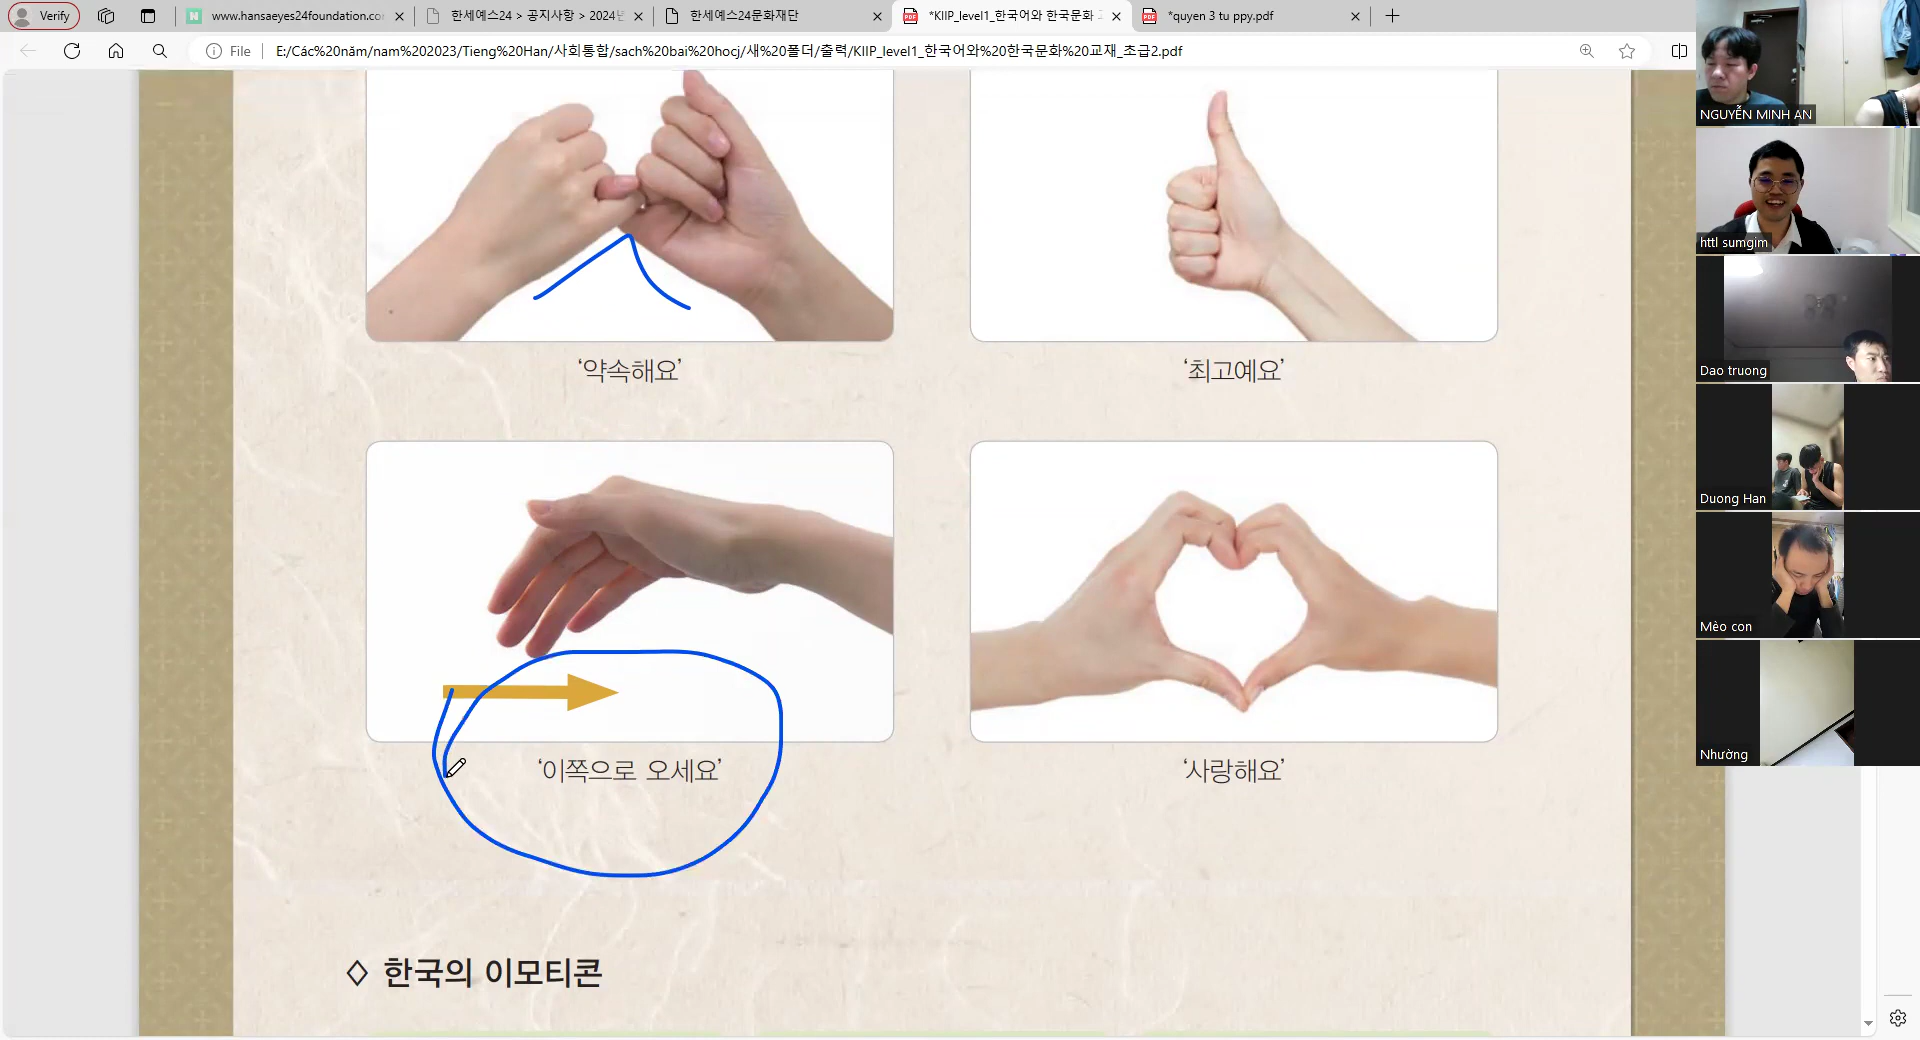 Verify
www.hansaeyes24foundation.co
한세예스24 > 공지사항 > 2024년
한세예스24문화재단
*KIIP_level1_한국어와 한국문화
*quyen 3 tu ppy.pdf
File
E:/Các%20năm/nam%202023/Tieng%20Han/사회통합/sach%20bai%20hocj/새%20폴더/출력/KIIP_level1_한국어와%20한국문화%20교재_초급2.pdf
NGUYỄN MINH AN
httl sumgim
Dao truong
Duong Han
Mèo con
Nhường
‘약속해요’
‘최고예요’
‘이쪽으로 오세요’
‘사랑해요’
◇ 한국의 이모티콘